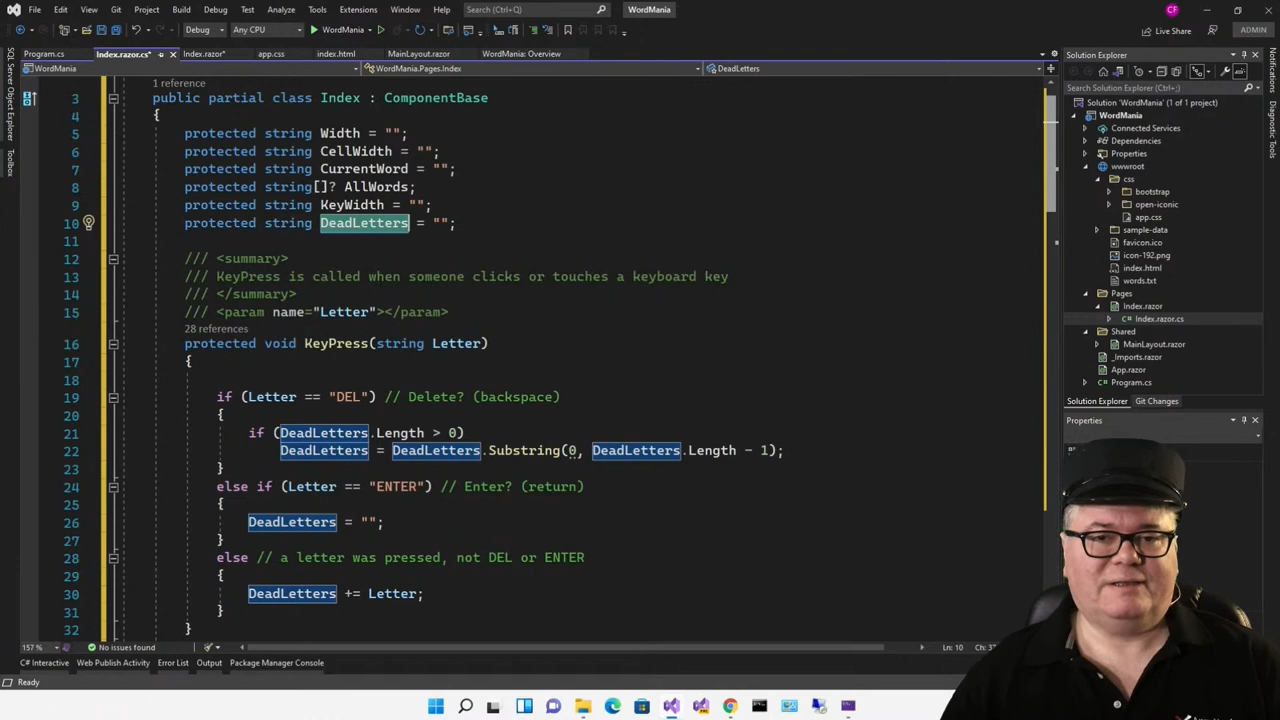 File Edit View Git Project Build Debug Test Analyze Tools Extensions Window Help Search (Ctrl+Q) WordMania CF
Debug Any CPU WordMania Live Share ADMIN
Program.cs Index.razor.cs* Index.razor* app.css index.html MainLayout.razor WordMania: Overview Solution Explorer
WordMania WordMania.Pages.Index DeadLetters
SQL Server Object Explorer
Toolbox
1 reference
3 public partial class Index : ComponentBase
4 {
5 protected string Width = "";
6 protected string CellWidth = "";
7 protected string CurrentWord = "";
8 protected string[]? AllWords;
9 protected string KeyWidth = "";
10 protected string DeadLetters = "";
11
12 /// <summary>
13 /// KeyPress is called when someone clicks or touches a keyboard key
14 /// </summary>
15 /// <param name="Letter"></param>
28 references
16 protected void KeyPress(string Letter)
17 {
18
19 if (Letter == "DEL") // Delete? (backspace)
20 {
21 if (DeadLetters.Length > 0)
22 DeadLetters = DeadLetters.Substring(0, DeadLetters.Length - 1);
23 }
24 else if (Letter == "ENTER") // Enter? (return)
25 {
26 DeadLetters = "";
27 }
28 else // a letter was pressed, not DEL or ENTER
29 {
30 DeadLetters += Letter;
31 }
32 }
157 % No issues found Ln: 10
C# Interactive Web Publish Activity Error List Output Package Manager Console
Ready
Search Solution Explorer (Ctrl+;)
Solution 'WordMania' (1 of 1 project)
WordMania
Connected Services
Dependencies
Properties
wwwroot
css
bootstrap
open-iconic
app.css
sample-data
favicon.ico
icon-192.png
index.html
words.txt
Pages
Index.razor
Index.razor.cs
Shared
MainLayout.razor
_Imports.razor
App.razor
Program.cs
Solution Explorer Git Changes
Properties
Notifications
Diagnostic Tools